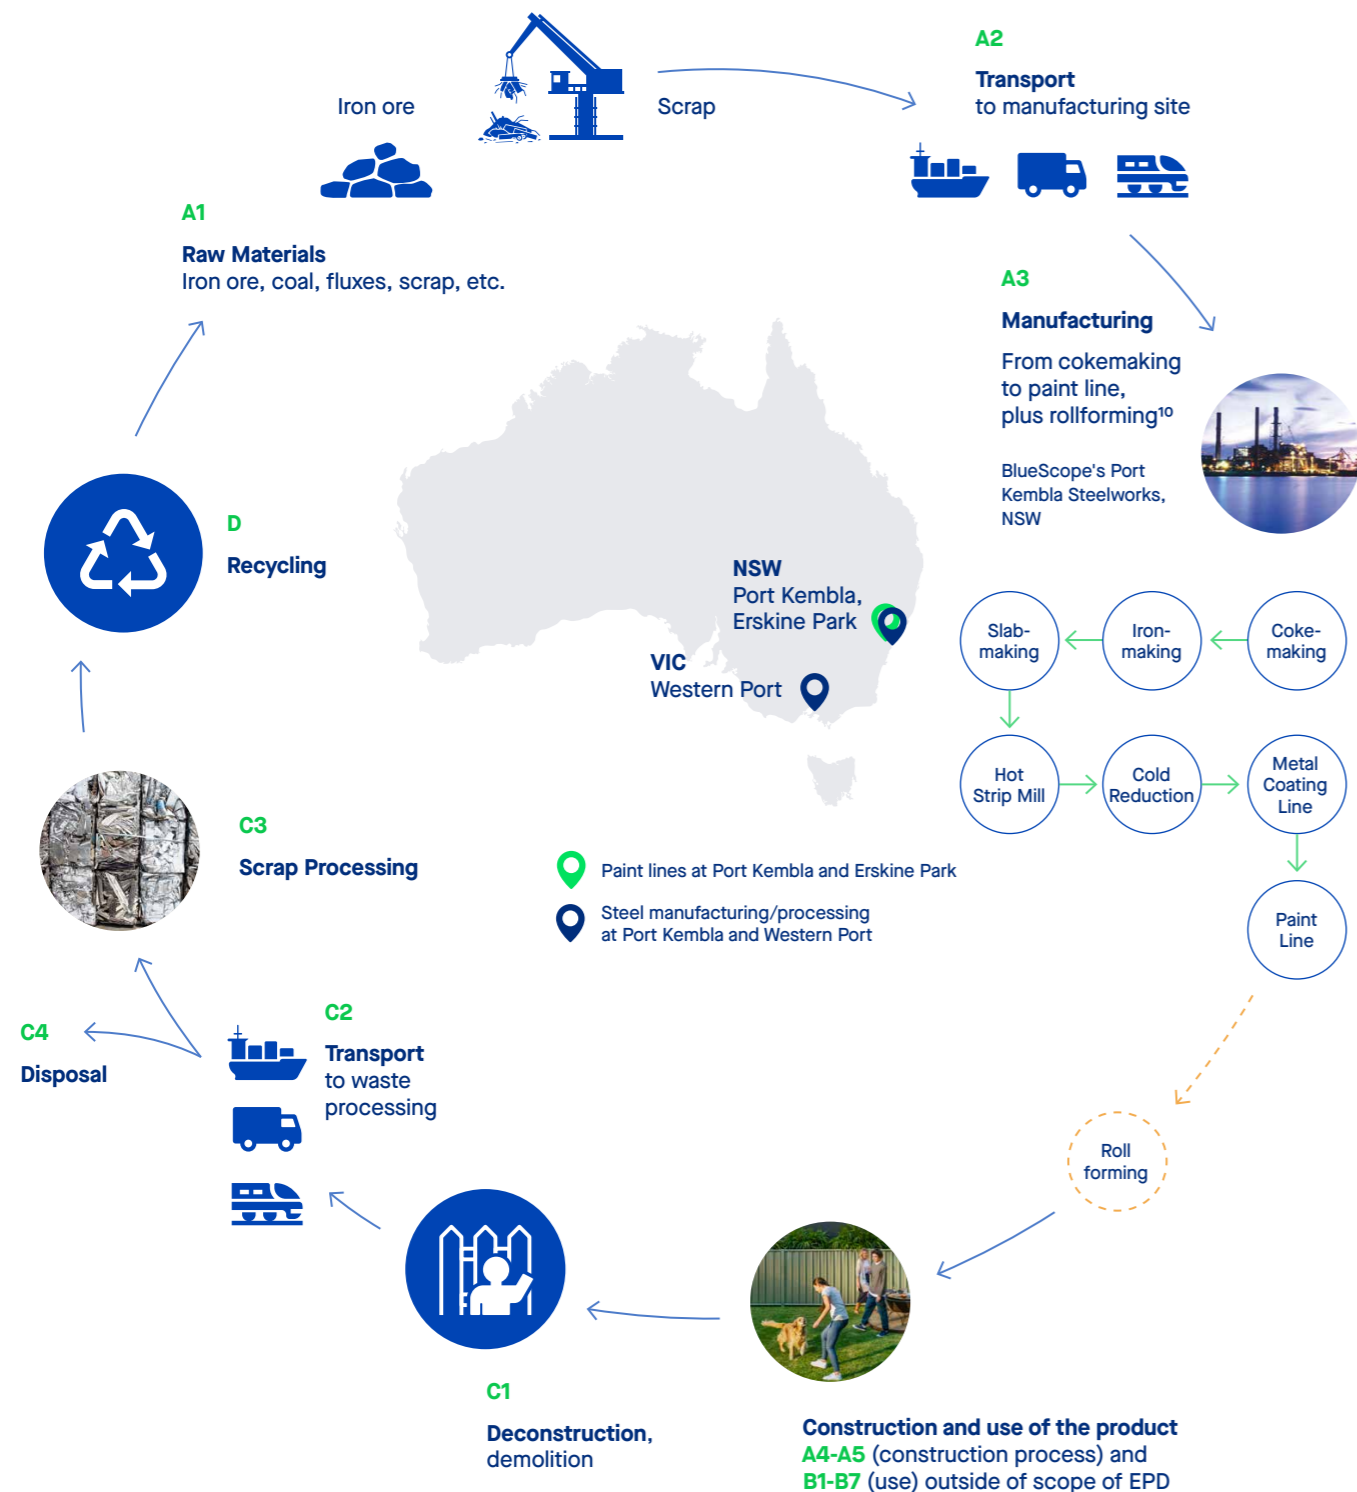 Iron ore
Scrap
A2
Transport
to manufacturing site
A1
Raw Materials
Iron ore, coal, fluxes, scrap, etc.
A3
Manufacturing
From cokemaking
to paint line,
plus rollforming¹⁰
BlueScope's Port
Kembla Steelworks,
NSW
D
Recycling
NSW
Port Kembla,
Erskine Park
VIC
Western Port
Slab-
making
Iron-
making
Coke-
making
Hot
Strip Mill
Cold
Reduction
Metal
Coating
Line
Paint
Line
C3
Scrap Processing
Paint lines at Port Kembla and Erskine Park
Steel manufacturing/processing
at Port Kembla and Western Port
C4
Disposal
C2
Transport
to waste
processing
Roll
forming
C1
Deconstruction,
demolition
Construction and use of the product
A4-A5 (construction process) and
B1-B7 (use) outside of scope of EPD